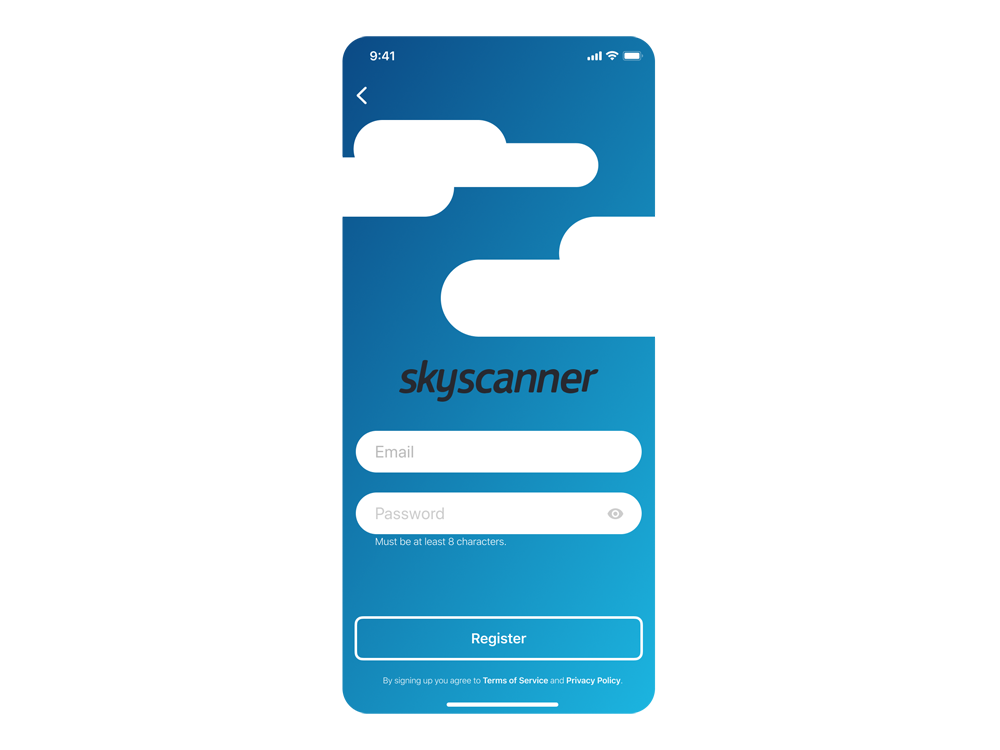 9:41
skyscanner
Email
Password
Must be at least 8 characters.
Register
By signing up you agree to Terms of Service and Privacy Policy.